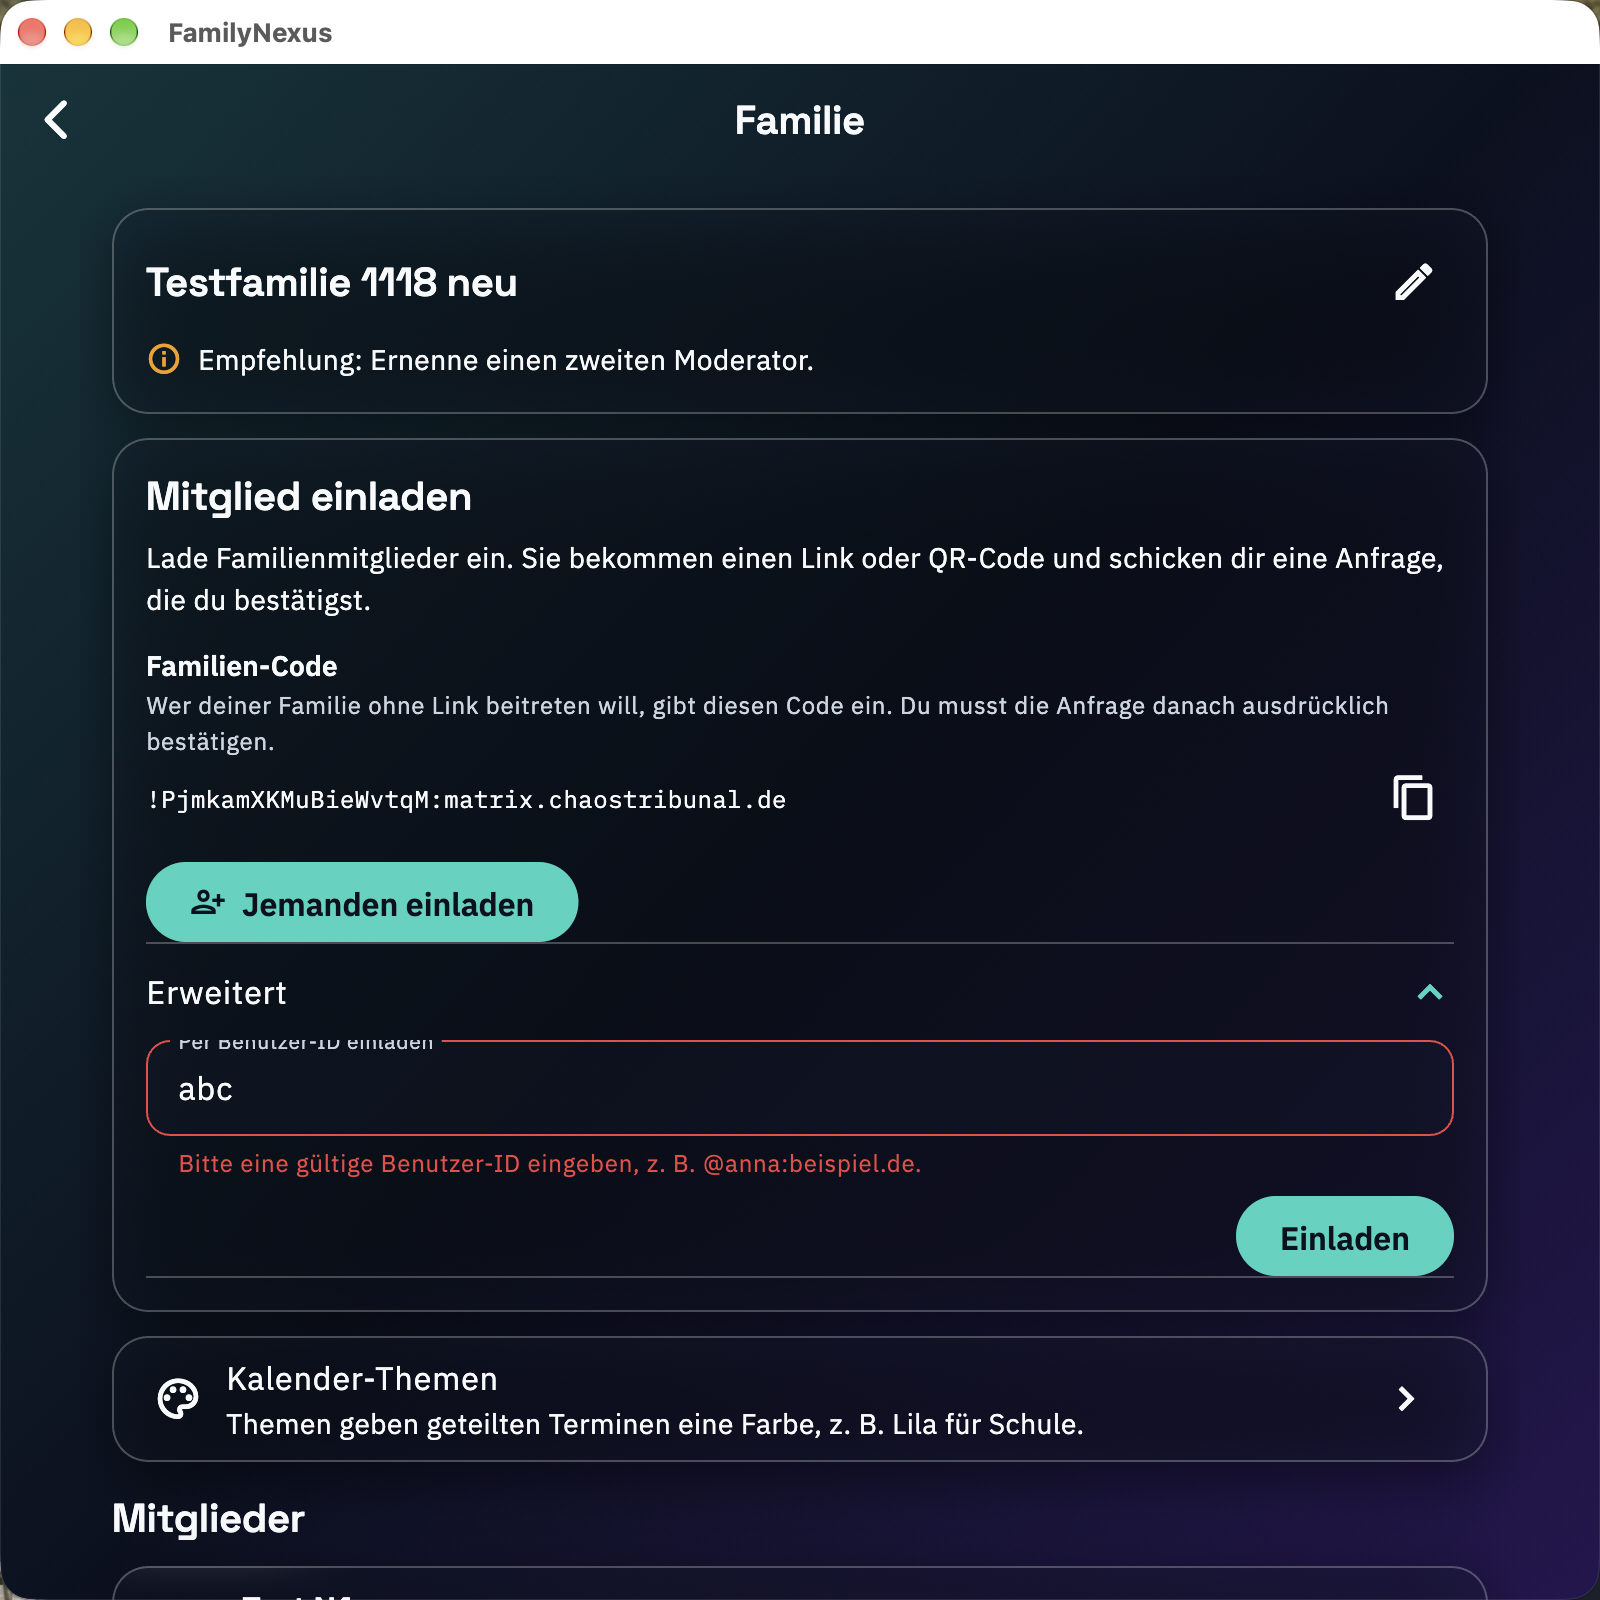 FamilyNexus
Familie
Testfamilie 1118 neu
Empfehlung: Ernenne einen zweiten Moderator.
Mitglied einladen
Lade Familienmitglieder ein. Sie bekommen einen Link oder QR-Code und schicken dir eine Anfrage,
die du bestätigst.
Familien-Code
Wer deiner Familie ohne Link beitreten will, gibt diesen Code ein. Du musst die Anfrage danach ausdrücklich
bestätigen.
!PjmkamXKMuBieWvtqM:matrix.chaostribunal.de
Jemanden einladen
Erweitert
Per Benutzer-ID einladen
abc
Bitte eine gültige Benutzer-ID eingeben, z. B. @anna:beispiel.de.
Einladen
Kalender-Themen
Themen geben geteilten Terminen eine Farbe, z. B. Lila für Schule.
Mitglieder